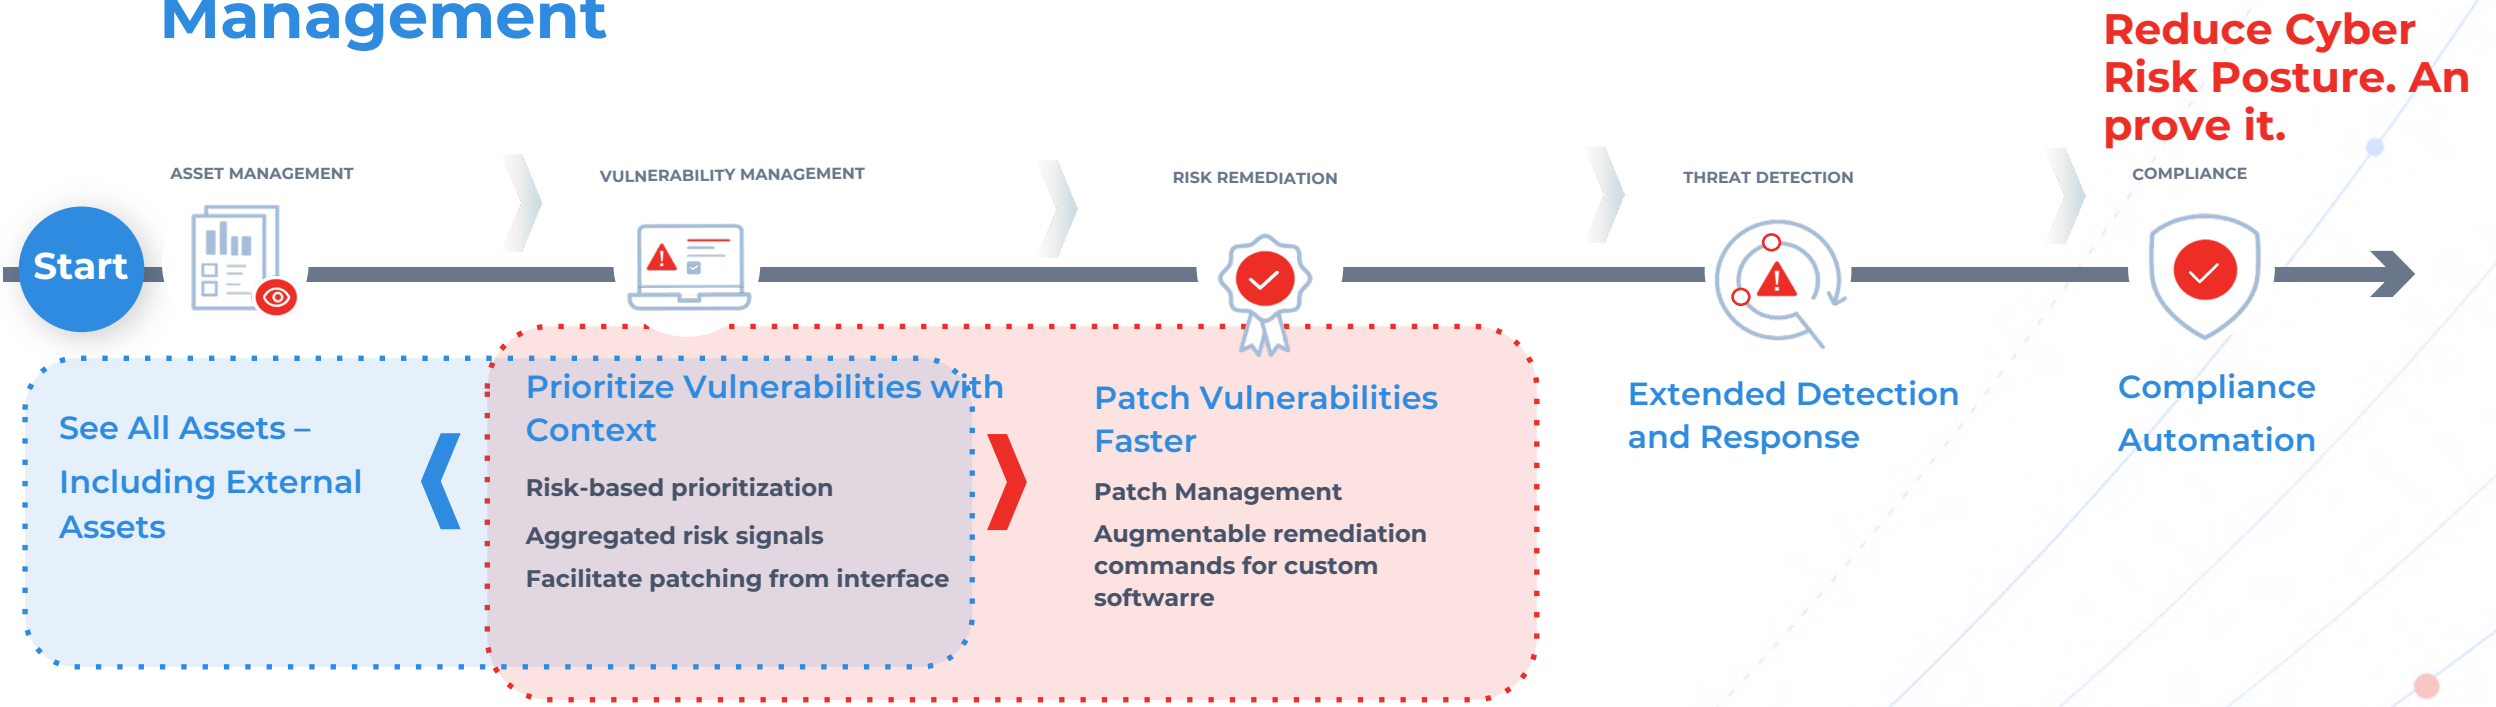 Management
Reduce Cyber
Risk Posture. An
prove it.
ASSET MANAGEMENT
VULNERABILITY MANAGEMENT
RISK REMEDIATION
THREAT DETECTION
COMPLIANCE
Start
See All Assets –
Including External
Assets
Prioritize Vulnerabilities with
Context
Risk-based prioritization
Aggregated risk signals
Facilitate patching from interface
Patch Vulnerabilities
Faster
Patch Management
Augmentable remediation
commands for custom
softwarre
Extended Detection
and Response
Compliance
Automation